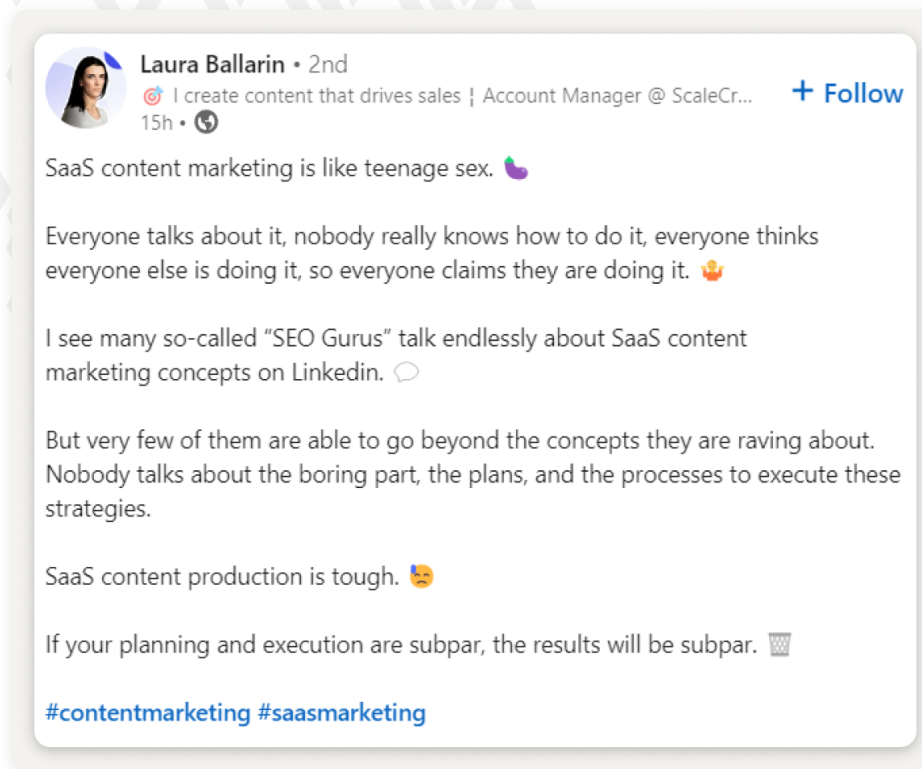 Laura Ballarin • 2nd
🎯 I create content that drives sales ¦ Account Manager @ ScaleCr...
+ Follow
15h •
SaaS content marketing is like teenage sex. 🍆
Everyone talks about it, nobody really knows how to do it, everyone thinks
everyone else is doing it, so everyone claims they are doing it. 🤷
I see many so-called “SEO Gurus” talk endlessly about SaaS content
marketing concepts on Linkedin. 💬
But very few of them are able to go beyond the concepts they are raving about.
Nobody talks about the boring part, the plans, and the processes to execute these
strategies.
SaaS content production is tough. 😓
If your planning and execution are subpar, the results will be subpar. 🗑️
#contentmarketing #saasmarketing